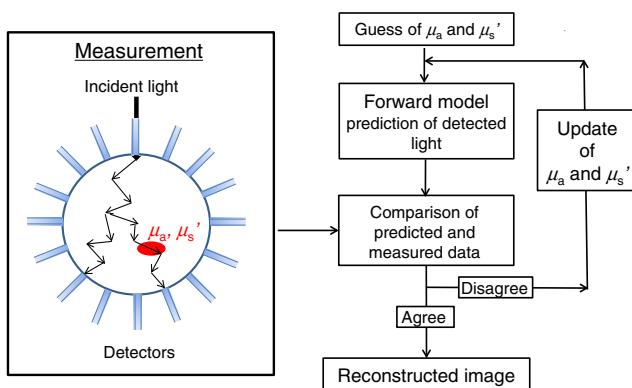 Measurement
Incident light
μa, μs'
Detectors
Guess of μa and μs'
Forward model
prediction of detected
light
Comparison of
predicted and
measured data
Update
of
μa and μs'
Disagree
Agree
Reconstructed image